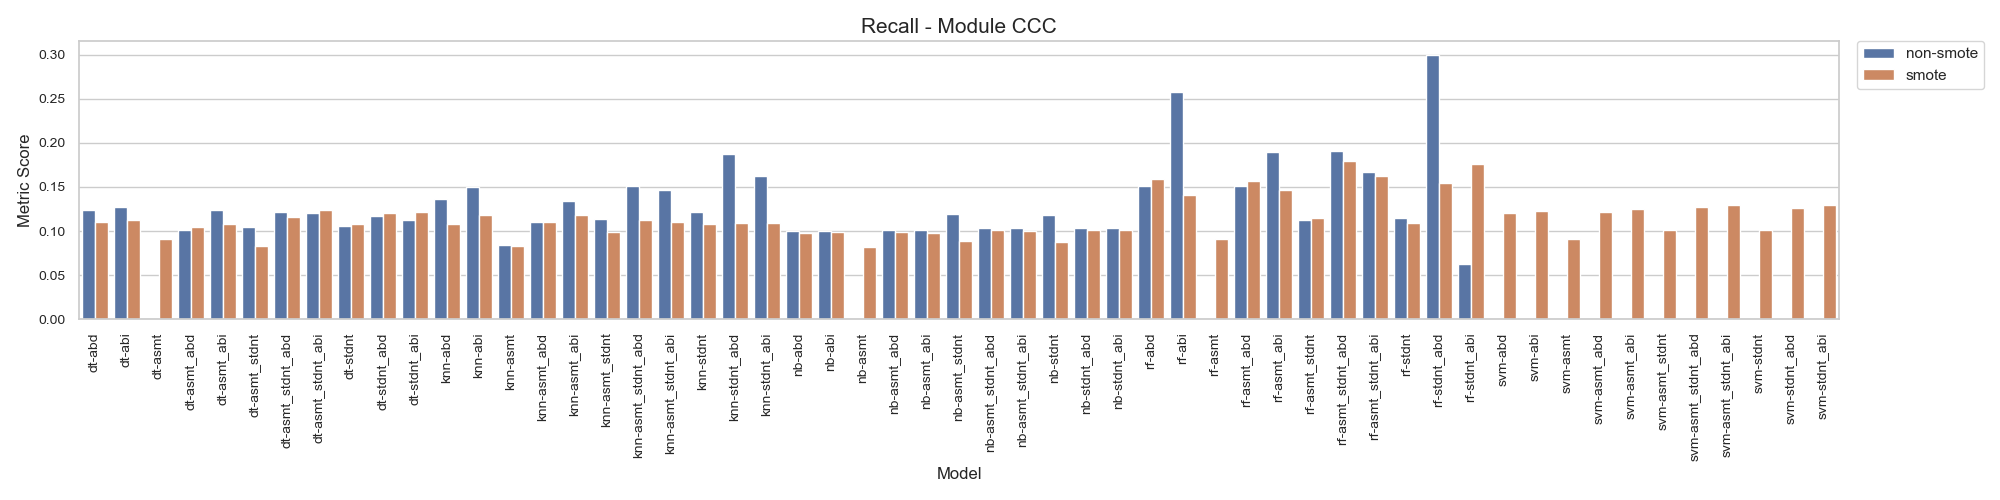 Recall - Module CCC
non-smote
smote
Metric Score
0.30
0.25
0.20
0.15
0.10
0.05
0.00
dt-abd
dt-abi
dt-asmt
dt-asmt_abd
dt-asmt_abi
dt-asmt_stdnt
dt-asmt_stdnt_abd
dt-asmt_stdnt_abi
dt-stdnt
dt-stdnt_abd
dt-stdnt_abi
knn-abd
knn-abi
knn-asmt
knn-asmt_abd
knn-asmt_abi
knn-asmt_stdnt
knn-asmt_stdnt_abd
knn-asmt_stdnt_abi
knn-stdnt
knn-stdnt_abd
knn-stdnt_abi
nb-abd
nb-abi
nb-asmt
nb-asmt_abd
nb-asmt_abi
nb-asmt_stdnt
nb-asmt_stdnt_abd
nb-asmt_stdnt_abi
nb-stdnt
nb-stdnt_abd
nb-stdnt_abi
rf-abd
rf-abi
rf-asmt
rf-asmt_abd
rf-asmt_abi
rf-asmt_stdnt
rf-asmt_stdnt_abd
rf-asmt_stdnt_abi
rf-stdnt
rf-stdnt_abd
rf-stdnt_abi
svm-abd
svm-abi
svm-asmt
svm-asmt_abd
svm-asmt_abi
svm-asmt_stdnt
svm-asmt_stdnt_abd
svm-asmt_stdnt_abi
svm-stdnt
svm-stdnt_abd
svm-stdnt_abi
Model